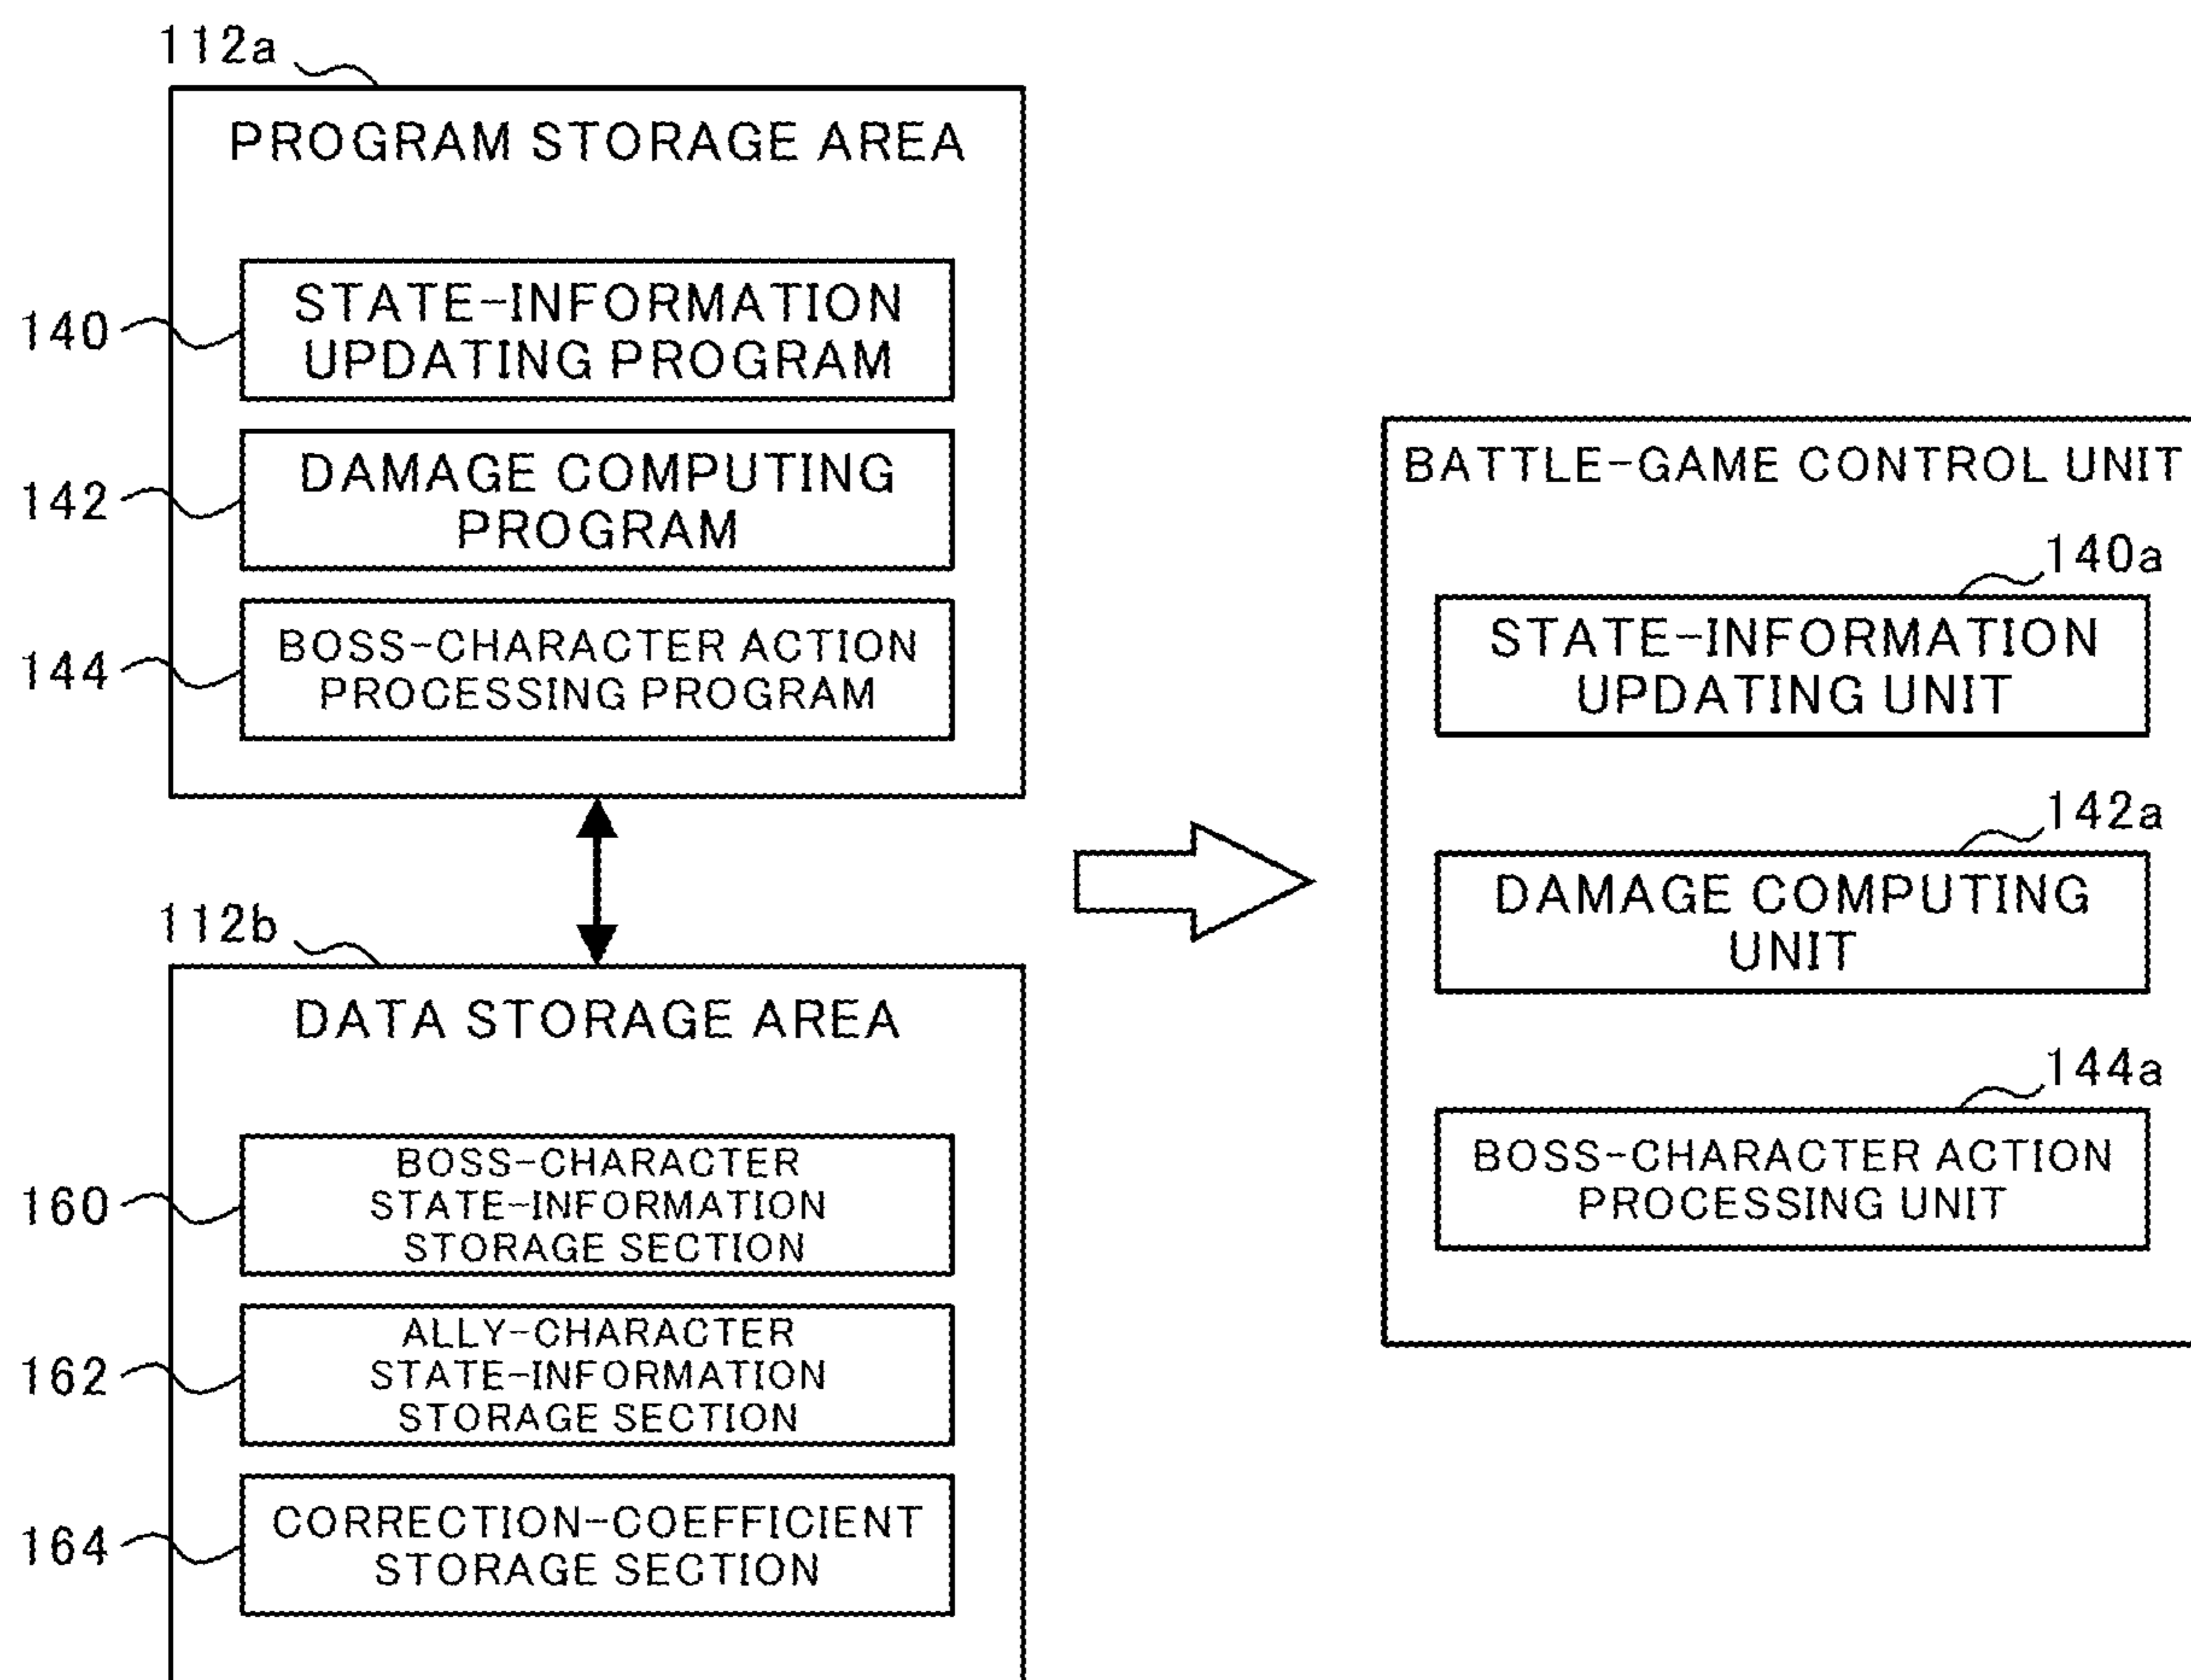 112a
PROGRAM STORAGE AREA
140
STATE-INFORMATION
UPDATING PROGRAM
142
DAMAGE COMPUTING
PROGRAM
144
BOSS-CHARACTER ACTION
PROCESSING PROGRAM
112b
DATA STORAGE AREA
160
BOSS-CHARACTER
STATE-INFORMATION
STORAGE SECTION
162
ALLY-CHARACTER
STATE-INFORMATION
STORAGE SECTION
164
CORRECTION-COEFFICIENT
STORAGE SECTION
BATTLE-GAME CONTROL UNIT
140a
STATE-INFORMATION
UPDATING UNIT
142a
DAMAGE COMPUTING
UNIT
144a
BOSS-CHARACTER ACTION
PROCESSING UNIT